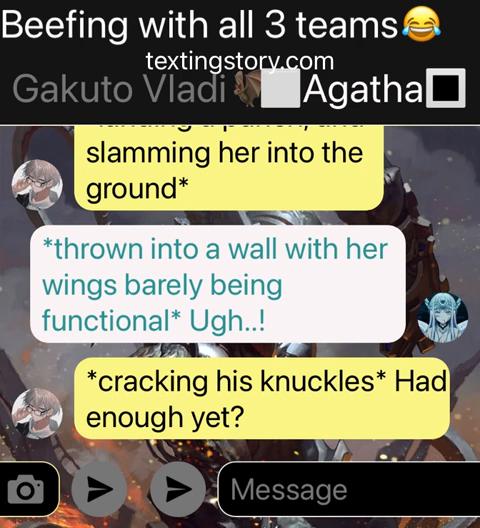 Beefing with all 3 teams😂
textingstory.com
Gakuto Vladi Agatha
slamming her into the
ground*
*thrown into a wall with her
wings barely being
functional* Ugh..!
*cracking his knuckles* Had
enough yet?
Message